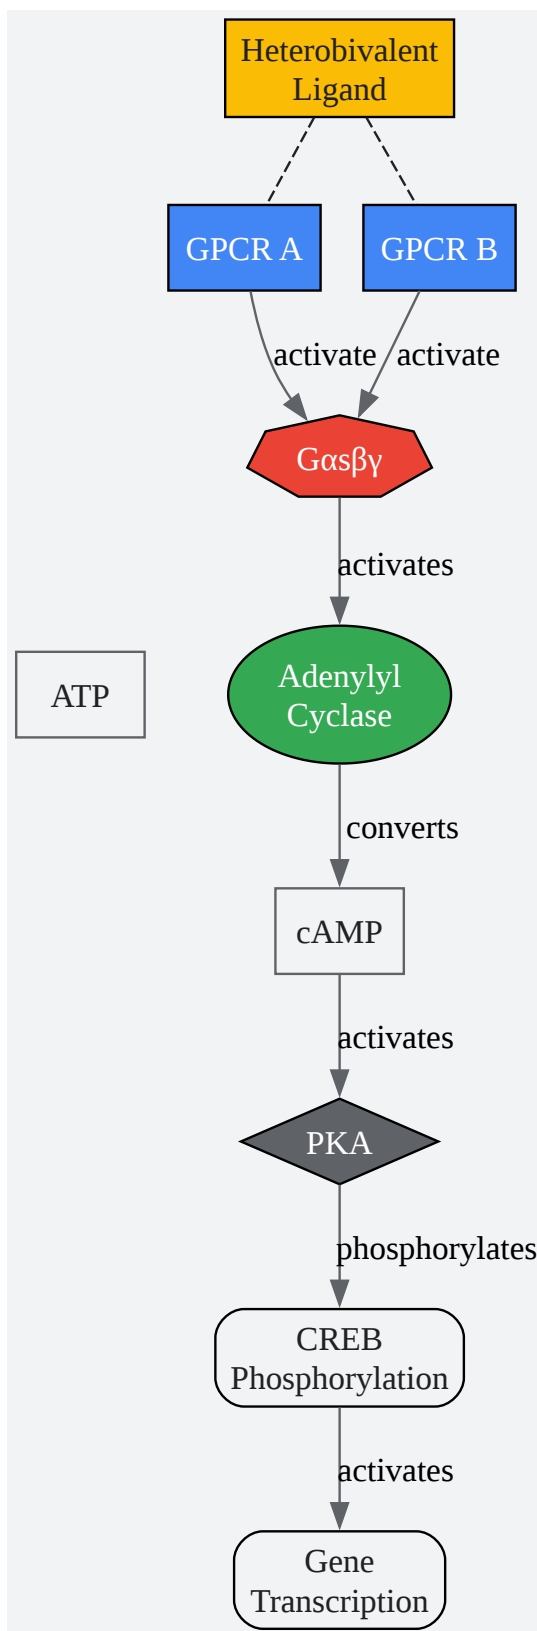 Heterobivalent
Ligand
GPCR A
GPCR B
activate
activate
Gαsβγ
activates
ATP
Adenylyl
Cyclase
converts
cAMP
activates
PKA
phosphorylates
CREB
Phosphorylation
activates
Gene
Transcription